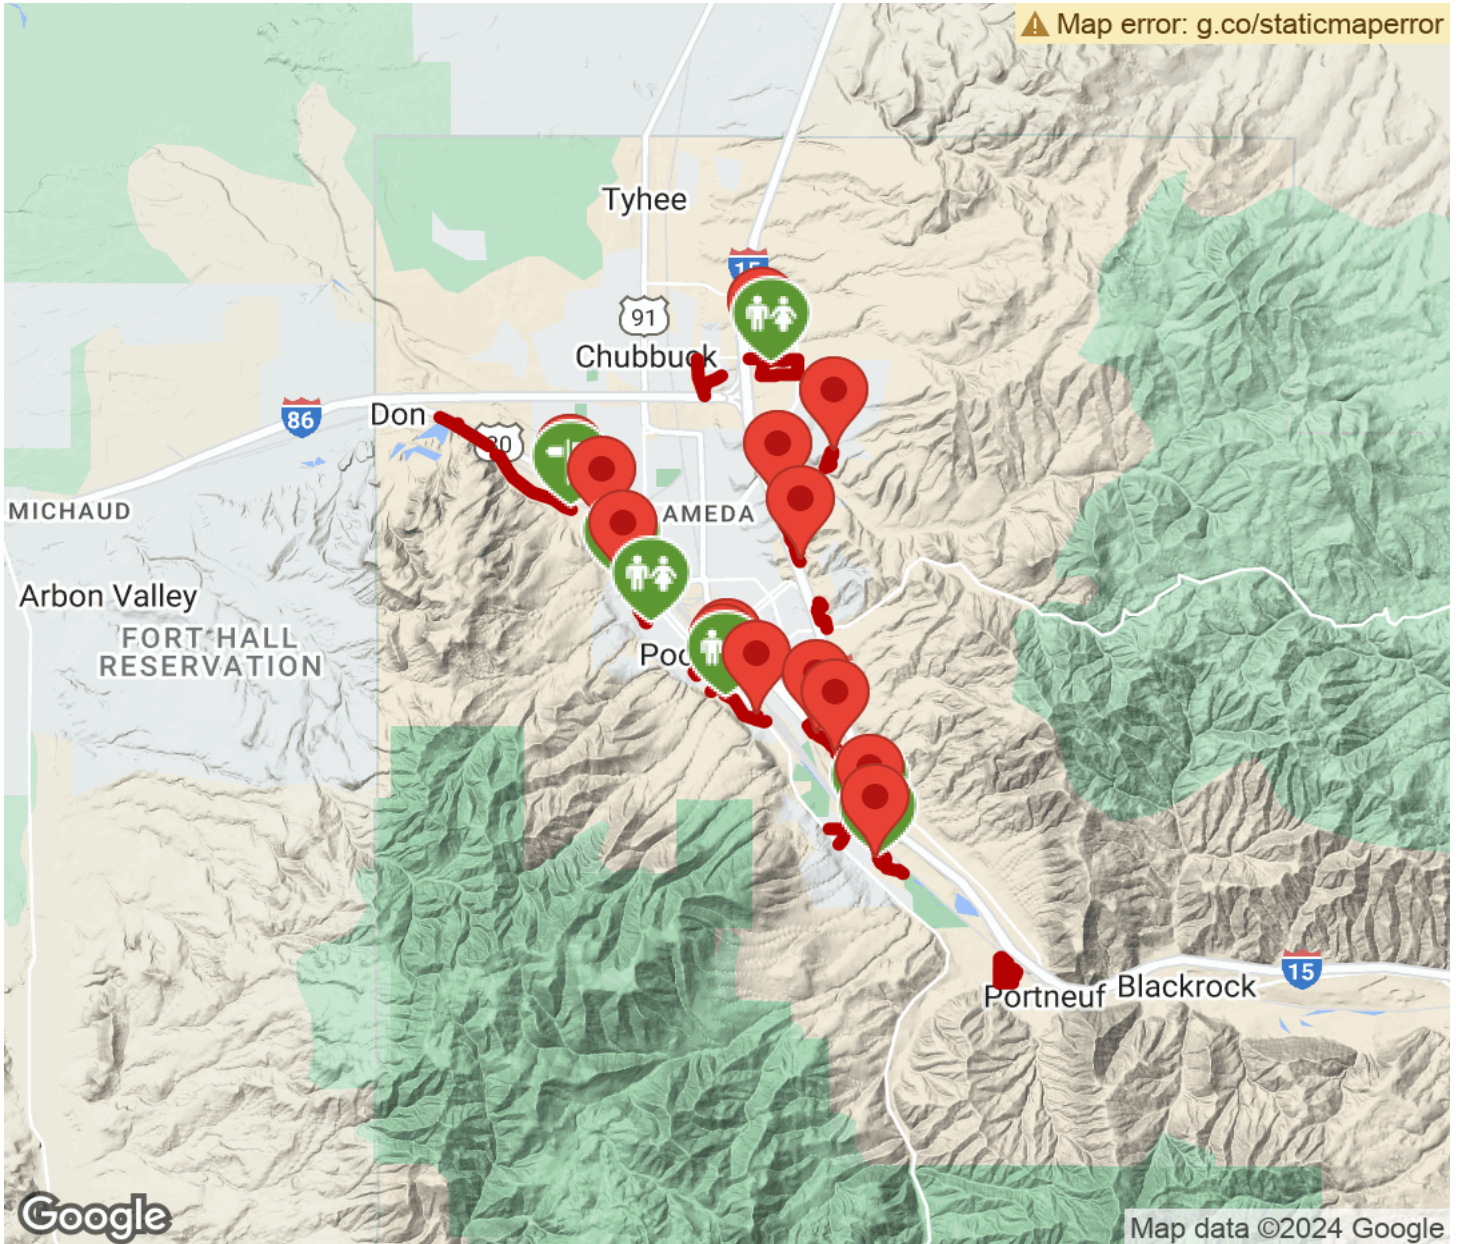 Map error: g.co/staticmaperror
Tyhee
15
91
Chubbuck
86
Don
MICHAUD
AMEDA
Arbon Valley
FORT HALL
RESERVATION
15
Portneuf
Blackrock
Google
Map data ©2024 Google